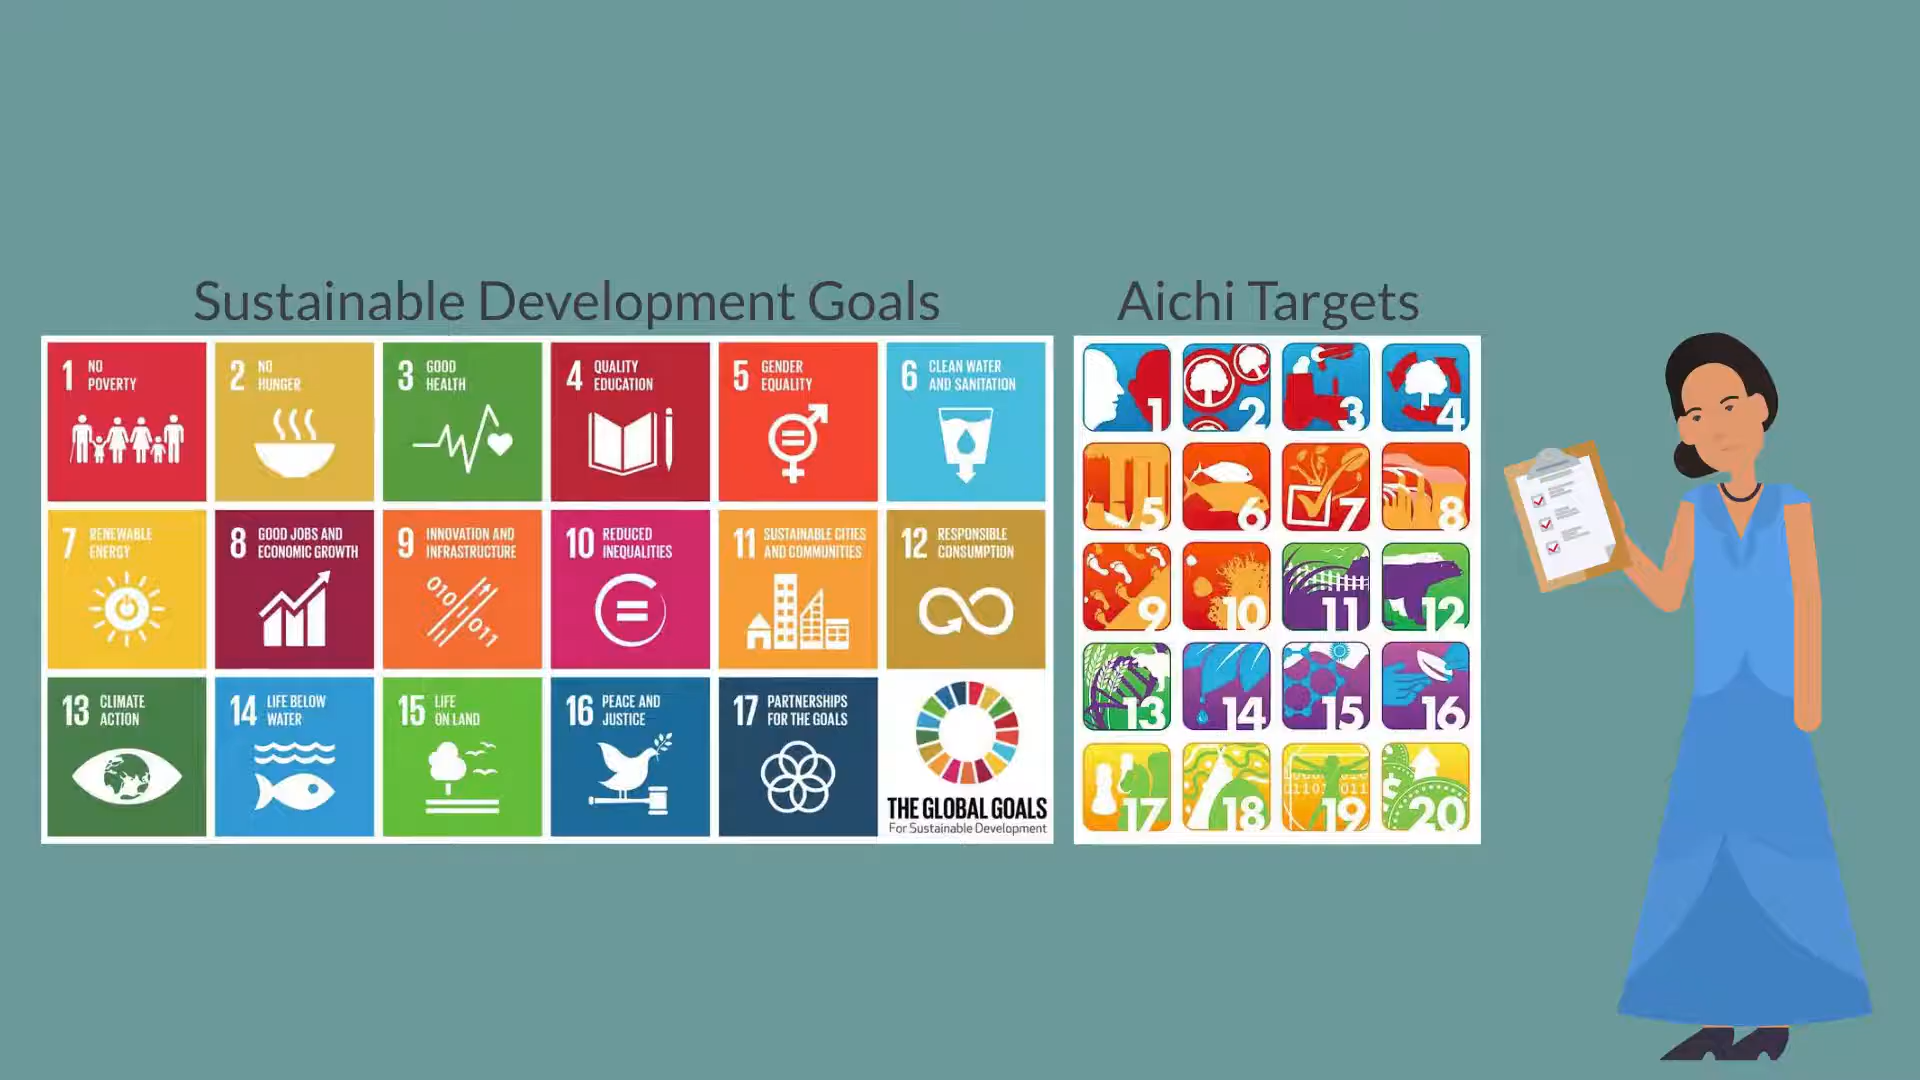 Sustainable Development Goals
1 NO
POVERTY
2 NO
HUNGER
3 GOOD
HEALTH
4 QUALITY
EDUCATION
5 GENDER
EQUALITY
6 CLEAN WATER
AND SANITATION
7 RENEWABLE
ENERGY
8 GOOD JOBS AND
ECONOMIC GROWTH
9 INNOVATION AND
INFRASTRUCTURE
010
011
10 REDUCED
INEQUALITIES
11 SUSTAINABLE CITIES
AND COMMUNITIES
12 RESPONSIBLE
CONSUMPTION
13 CLIMATE
ACTION
14 LIFE BELOW
WATER
15 LIFE
ON LAND
16 PEACE AND
JUSTICE
17 PARTNERSHIPS
FOR THE GOALS
THE GLOBAL GOALS
For Sustainable Development
Aichi Targets
1 2 3 4
5 6 7 8
9 10 11 12
13 14 15 16
17 18 19 20